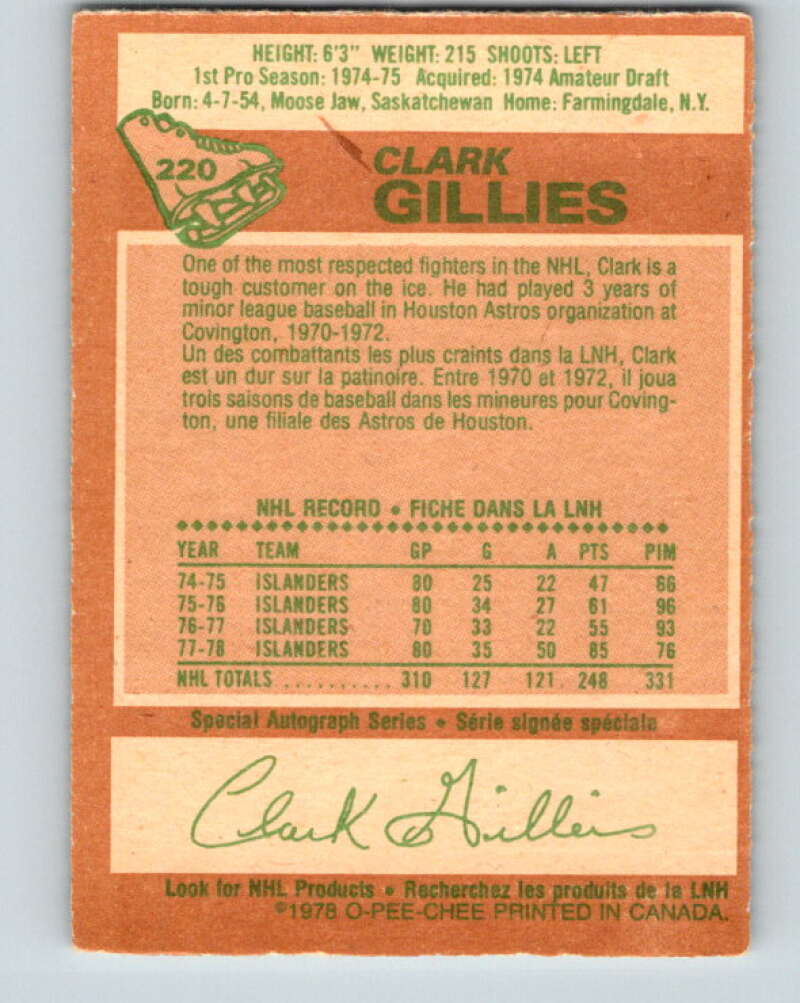 HEIGHT: 6'3" WEIGHT: 215 SHOOTS: LEFT
1st Pro Season: 1974-75 Acquired: 1974 Amateur Draft
Born: 4-7-54, Moose Jaw, Saskatchewan Home: Farmingdale, N.Y.
220
CLARK
GILLIES
One of the most respected fighters in the NHL, Clark is a
tough customer on the ice. He had played 3 years of
minor league baseball in Houston Astros organization at
Covington, 1970-1972.
Un des combattants les plus craints dans la LNH, Clark
est un dur sur la patinoire. Entre 1970 et 1972, il joua
trois saisons de baseball dans les mineures pour Coving-
ton, une filiale des Astros de Houston.
NHL RECORD • FICHE DANS LA LNH
YEAR TEAM GP G A PTS PIM
74-75 ISLANDERS 80 25 22 47 66
75-76 ISLANDERS 80 34 27 61 96
76-77 ISLANDERS 70 33 22 55 93
77-78 ISLANDERS 80 35 50 85 76
NHL TOTALS .......... 310 127 121 248 331
Special Autograph Series • Série signée spéciale
Clark Gillies
Look for NHL Products • Recherchez les produits de la LNH
©1978 O-PEE-CHEE PRINTED IN CANADA.